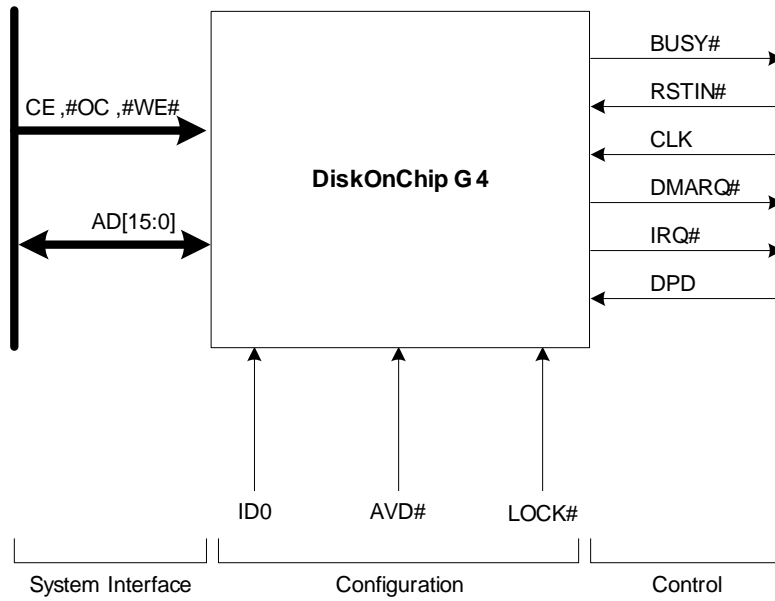 BUSY#
CE ,#OC ,#WE#
RSTIN#
CLK
DiskOnChip G4
DMARQ#
AD[15:0]
IRQ#
DPD
ID0
AVD#
LOCK#
System Interface
Configuration
Control